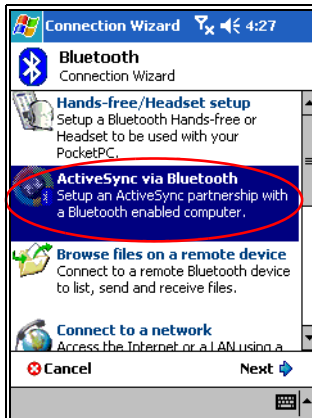 Connection Wizard 4:27
Bluetooth
Connection Wizard
Hands-free/Headset setup
Setup a Bluetooth Hands-free or
Headset to be used with your
PocketPC.
ActiveSync via Bluetooth
Setup an ActiveSync partnership with
a Bluetooth enabled computer.
Browse files on a remote device
Connect to a remote Bluetooth device
to list, send and receive files.
Connect to a network
Access the Internet or a LAN using a
Cancel Next